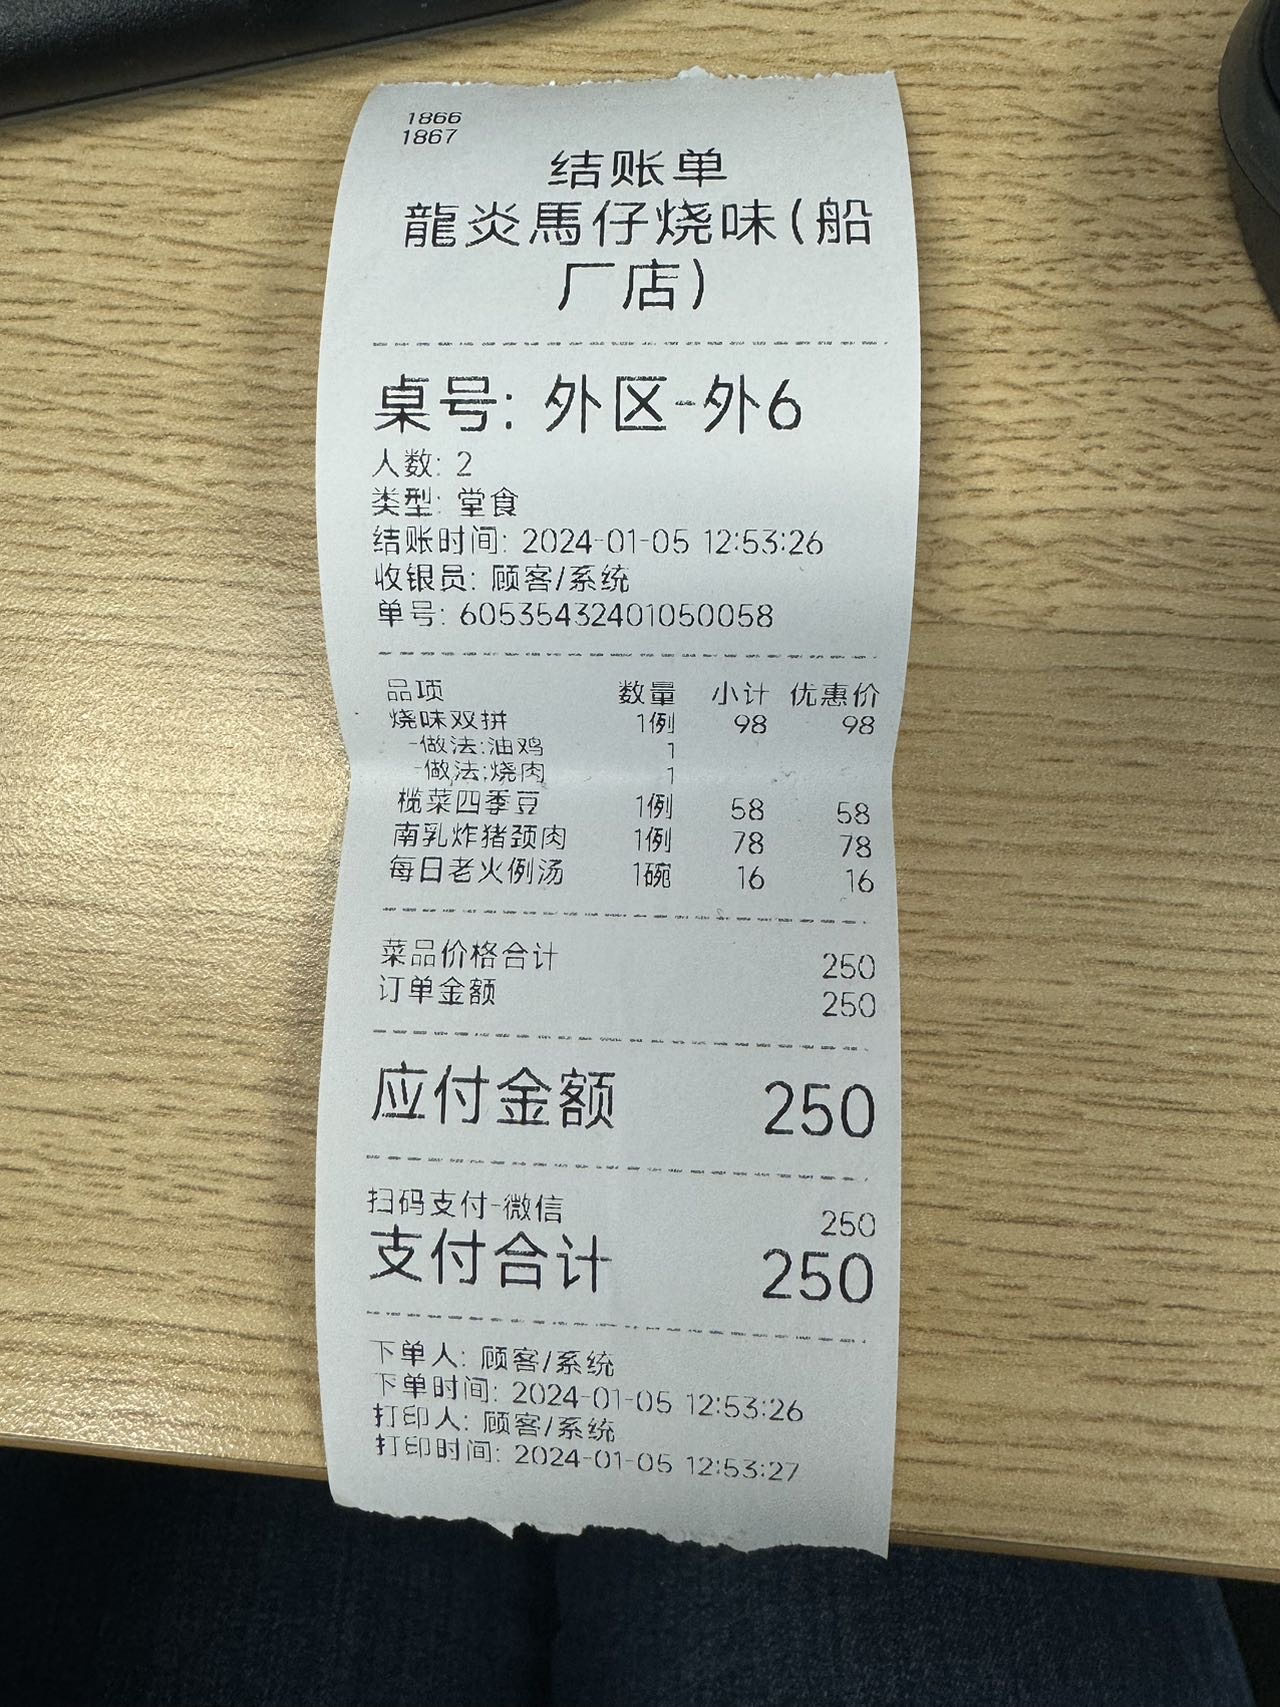 1866
1867
结账单
龍炎馬仔烧味(船
厂店)
桌号: 外区-外6
人数: 2
类型: 堂食
结账时间: 2024-01-05 12:53:26
收银员: 顾客/系统
单号: 60535432401050058
品项 数量 小计 优惠价
烧味双拼 1例 98 98
-做法:油鸡 1
-做法:烧肉 1
榄菜四季豆 1例 58 58
南乳炸猪颈肉 1例 78 78
每日老火例汤 1碗 16 16
菜品价格合计 250
订单金额 250
应付金额 250
扫码支付-微信 250
支付合计 250
下单人: 顾客/系统
下单时间: 2024-01-05 12:53:26
打印人: 顾客/系统
打印时间: 2024-01-05 12:53:27